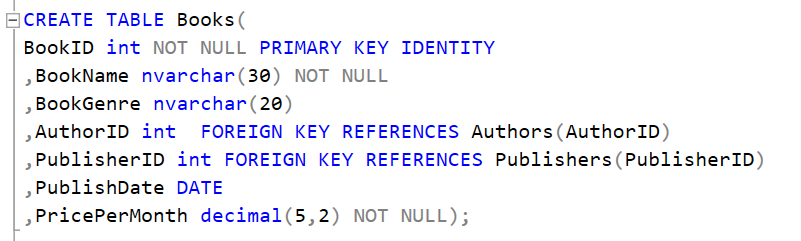 CREATE TABLE Books(
BookID int NOT NULL PRIMARY KEY IDENTITY
,BookName nvarchar(30) NOT NULL
,BookGenre nvarchar(20)
,AuthorID int  FOREIGN KEY REFERENCES Authors(AuthorID)
,PublisherID int FOREIGN KEY REFERENCES Publishers(PublisherID)
,PublishDate DATE
,PricePerMonth decimal(5,2) NOT NULL);